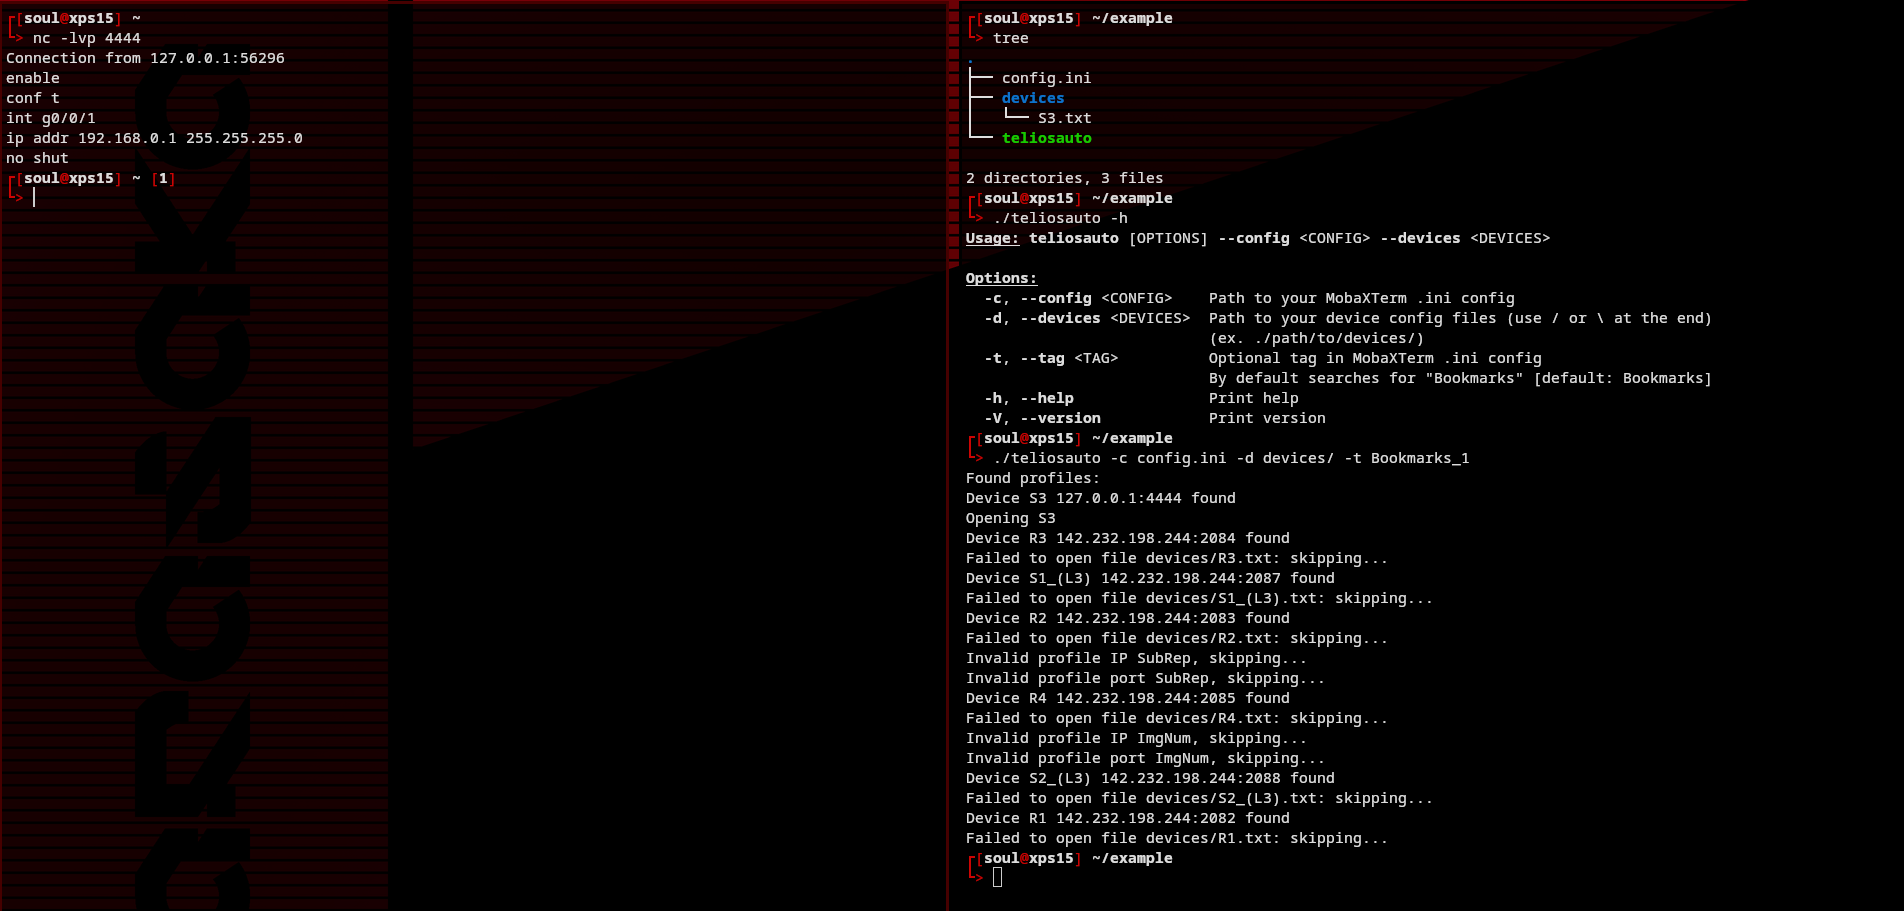 [soul@xps15] ~
> nc -lvp 4444
Connection from 127.0.0.1:56296
enable
conf t
int g0/0/1
ip addr 192.168.0.1 255.255.255.0
no shut
[soul@xps15] ~ [1]
>
[soul@xps15] ~/example
> tree
.
├── config.ini
├── devices
│   └── S3.txt
└── teliosauto

2 directories, 3 files
[soul@xps15] ~/example
> ./teliosauto -h
Usage: teliosauto [OPTIONS] --config <CONFIG> --devices <DEVICES>

Options:
  -c, --config <CONFIG>    Path to your MobaXTerm .ini config
  -d, --devices <DEVICES>  Path to your device config files (use / or \ at the end)
                           (ex. ./path/to/devices/)
  -t, --tag <TAG>          Optional tag in MobaXTerm .ini config
                           By default searches for "Bookmarks" [default: Bookmarks]
  -h, --help               Print help
  -V, --version            Print version
[soul@xps15] ~/example
> ./teliosauto -c config.ini -d devices/ -t Bookmarks_1
Found profiles:
Device S3 127.0.0.1:4444 found
Opening S3
Device R3 142.232.198.244:2084 found
Failed to open file devices/R3.txt: skipping...
Device S1_(L3) 142.232.198.244:2087 found
Failed to open file devices/S1_(L3).txt: skipping...
Device R2 142.232.198.244:2083 found
Failed to open file devices/R2.txt: skipping...
Invalid profile IP SubRep, skipping...
Invalid profile port SubRep, skipping...
Device R4 142.232.198.244:2085 found
Failed to open file devices/R4.txt: skipping...
Invalid profile IP ImgNum, skipping...
Invalid profile port ImgNum, skipping...
Device S2_(L3) 142.232.198.244:2088 found
Failed to open file devices/S2_(L3).txt: skipping...
Device R1 142.232.198.244:2082 found
Failed to open file devices/R1.txt: skipping...
[soul@xps15] ~/example
>